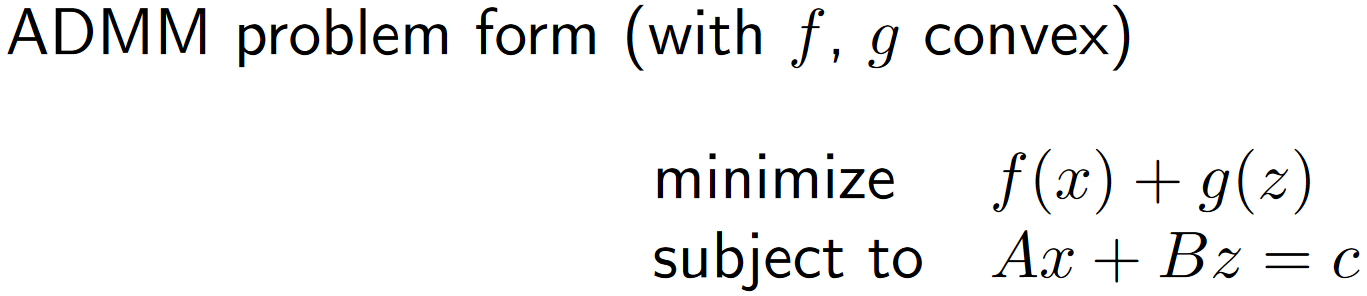 ADMM problem form (with f, g convex)
minimize f(x) + g(z)
subject to Ax + Bz = c